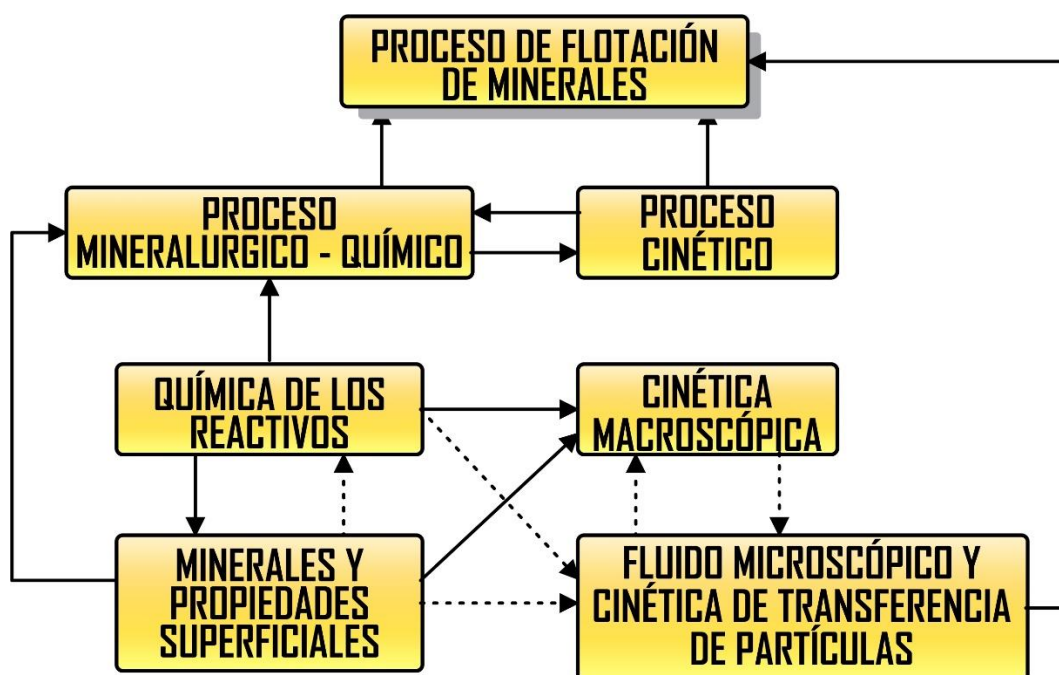 PROCESO DE FLOTACIÓN
DE MINERALES
PROCESO
MINERALURGICO - QUÍMICO
PROCESO
CINÉTICO
QUÍMICA DE LOS
REACTIVOS
CINÉTICA
MACROSCÓPICA
MINERALES Y
PROPIEDADES
SUPERFICIALES
FLUIDO MICROSCÓPICO Y
CINÉTICA DE TRANSFERENCIA
DE PARTÍCULAS